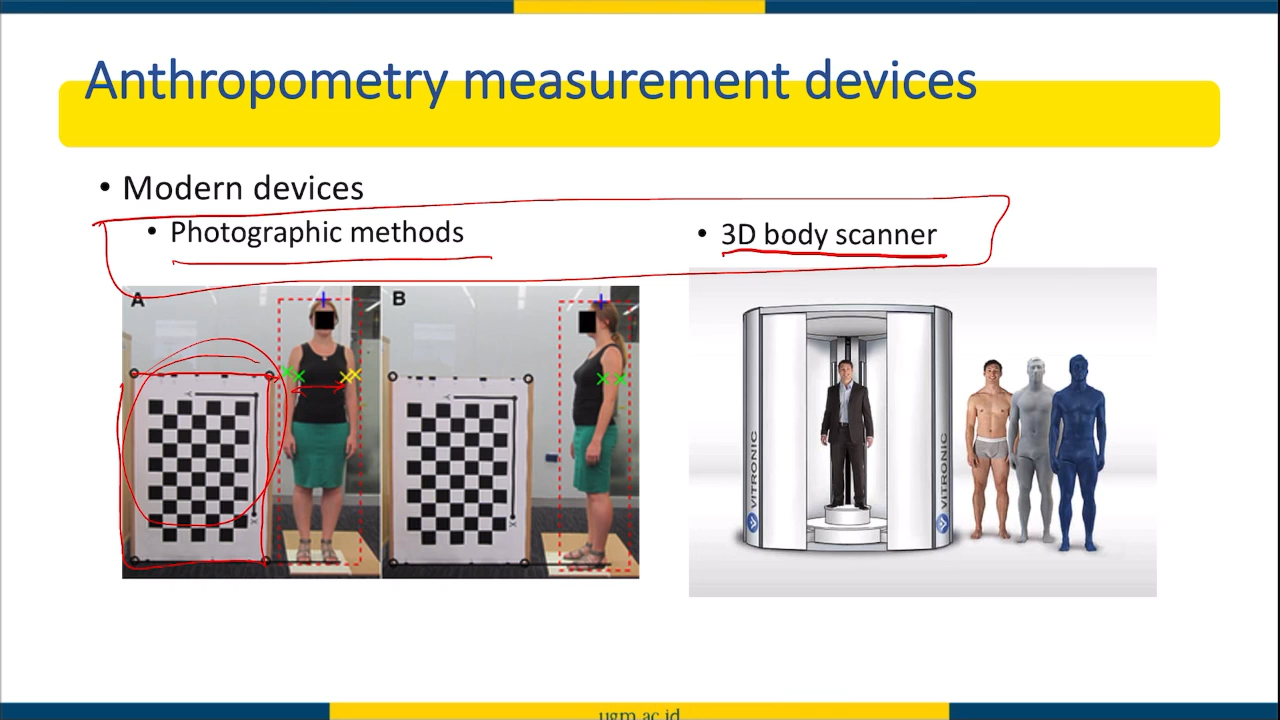 Anthropometry measurement devices
• Modern devices
• Photographic methods
• 3D body scanner
A
B
VITRONIC
VITRONIC
ugm.ac.id